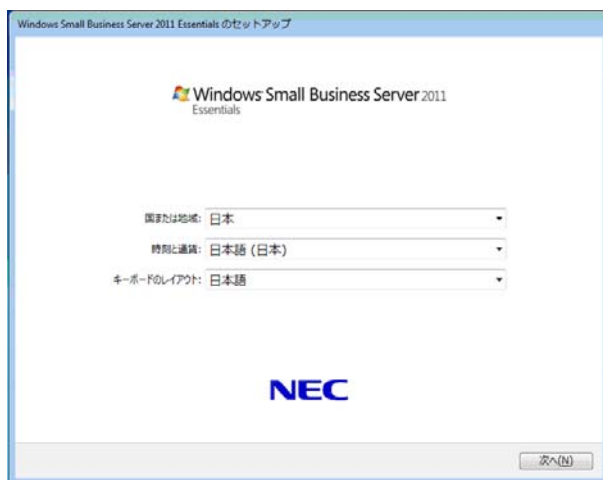 Windows Small Business Server 2011 Essentials のセットアップ
Windows Small Business Server 2011
Essentials
国または地域: 日本
時刻と通貨: 日本語 (日本)
キーボードのレイアウト: 日本語
NEC
次へ(N)